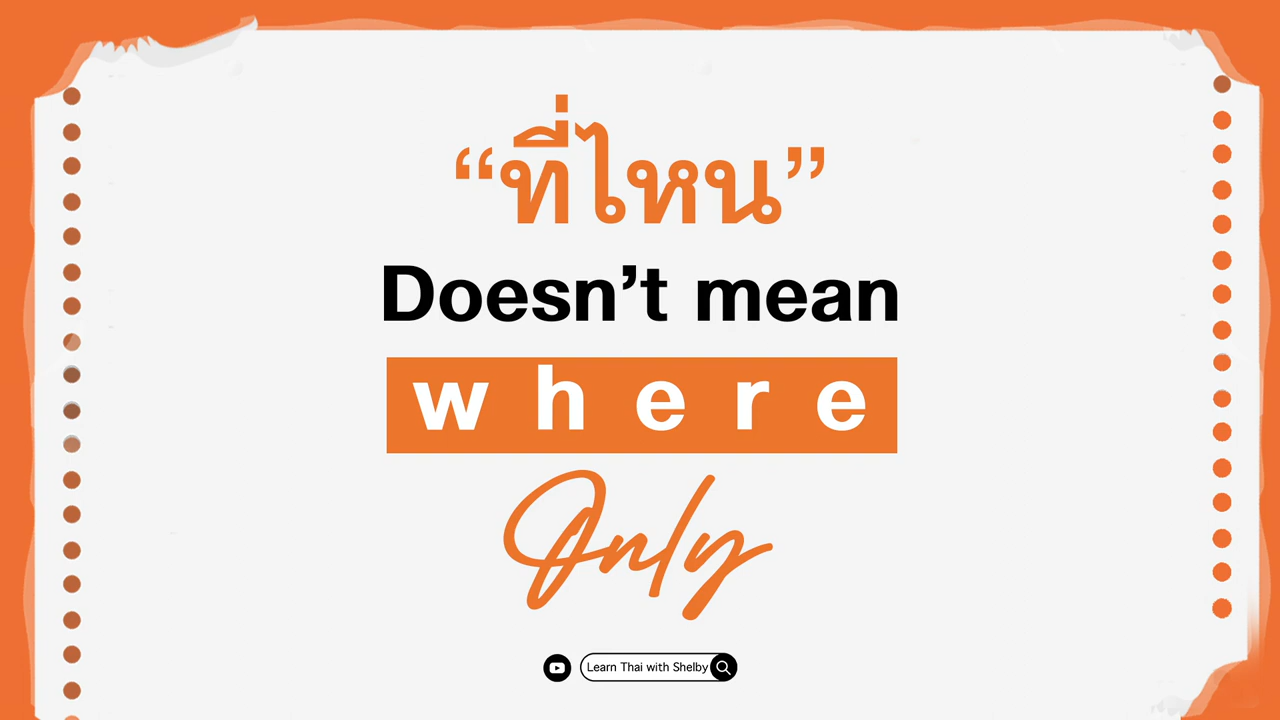 “ที่ไหน”
Doesn’t mean
where
Only
Learn Thai with Shelby